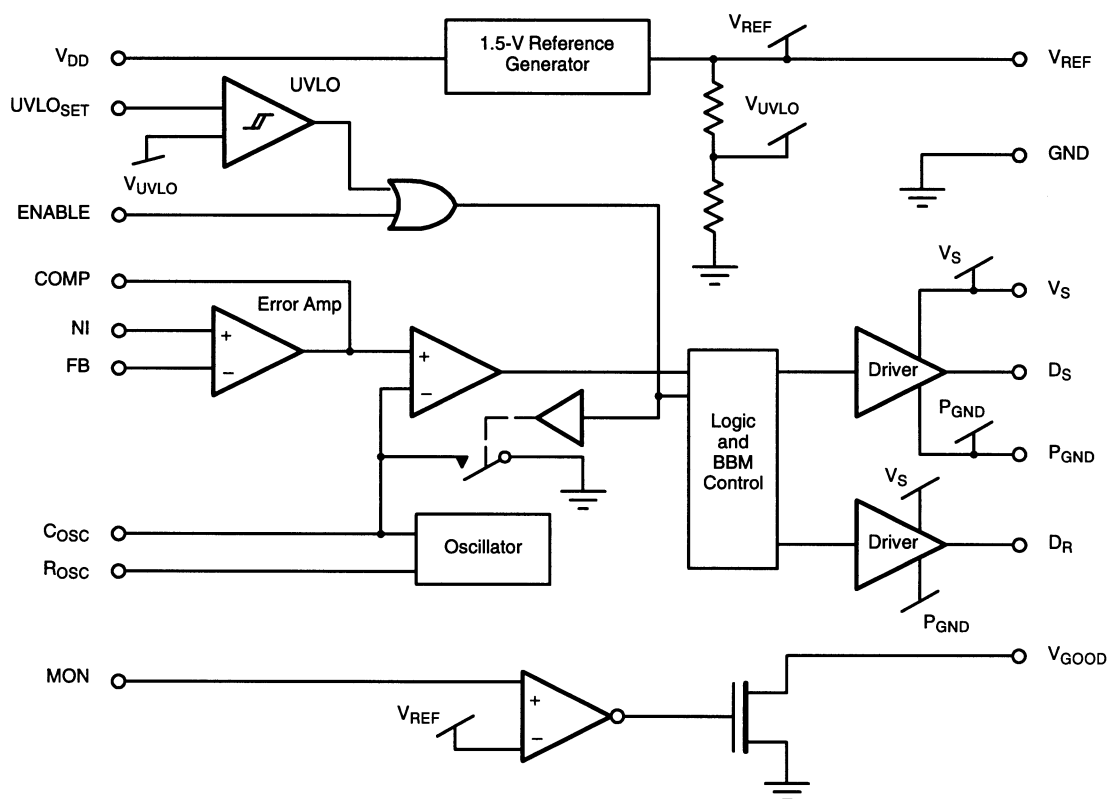 VREF
1.5-V Reference
Generator
VDD
VREF
UVLO
UVLOSET
VUVLO
GND
VUVLO
ENABLE
VS
COMP
VS
Error Amp
NI
+
FB
−
+
−
Driver
DS
PGND
Logic
and
BBM
Control
PGND
VS
COSC
Oscillator
ROSC
Driver
DR
PGND
VGOOD
MON
VREF
+
−